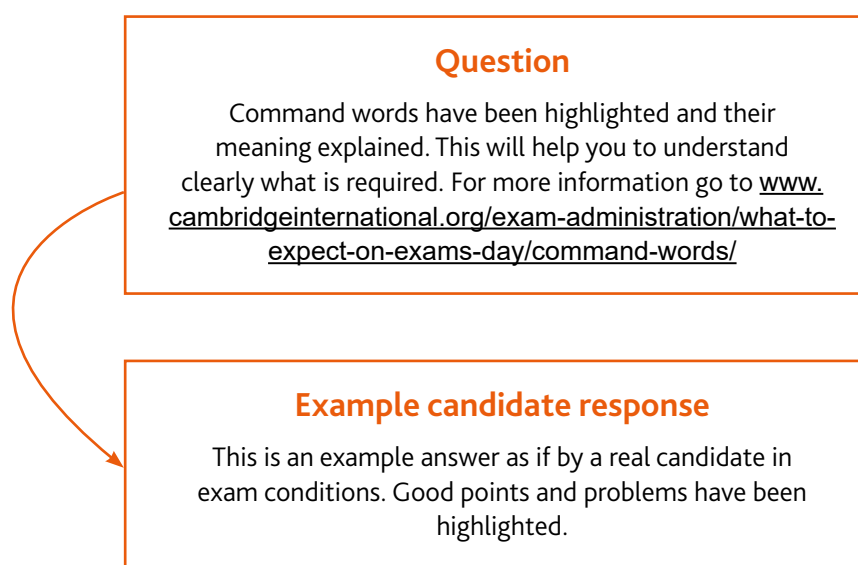 Question
Command words have been highlighted and their
meaning explained. This will help you to understand
clearly what is required. For more information go to www.
cambridgeinternational.org/exam-administration/what-to-
expect-on-exams-day/command-words/
Example candidate response
This is an example answer as if by a real candidate in
exam conditions. Good points and problems have been
highlighted.